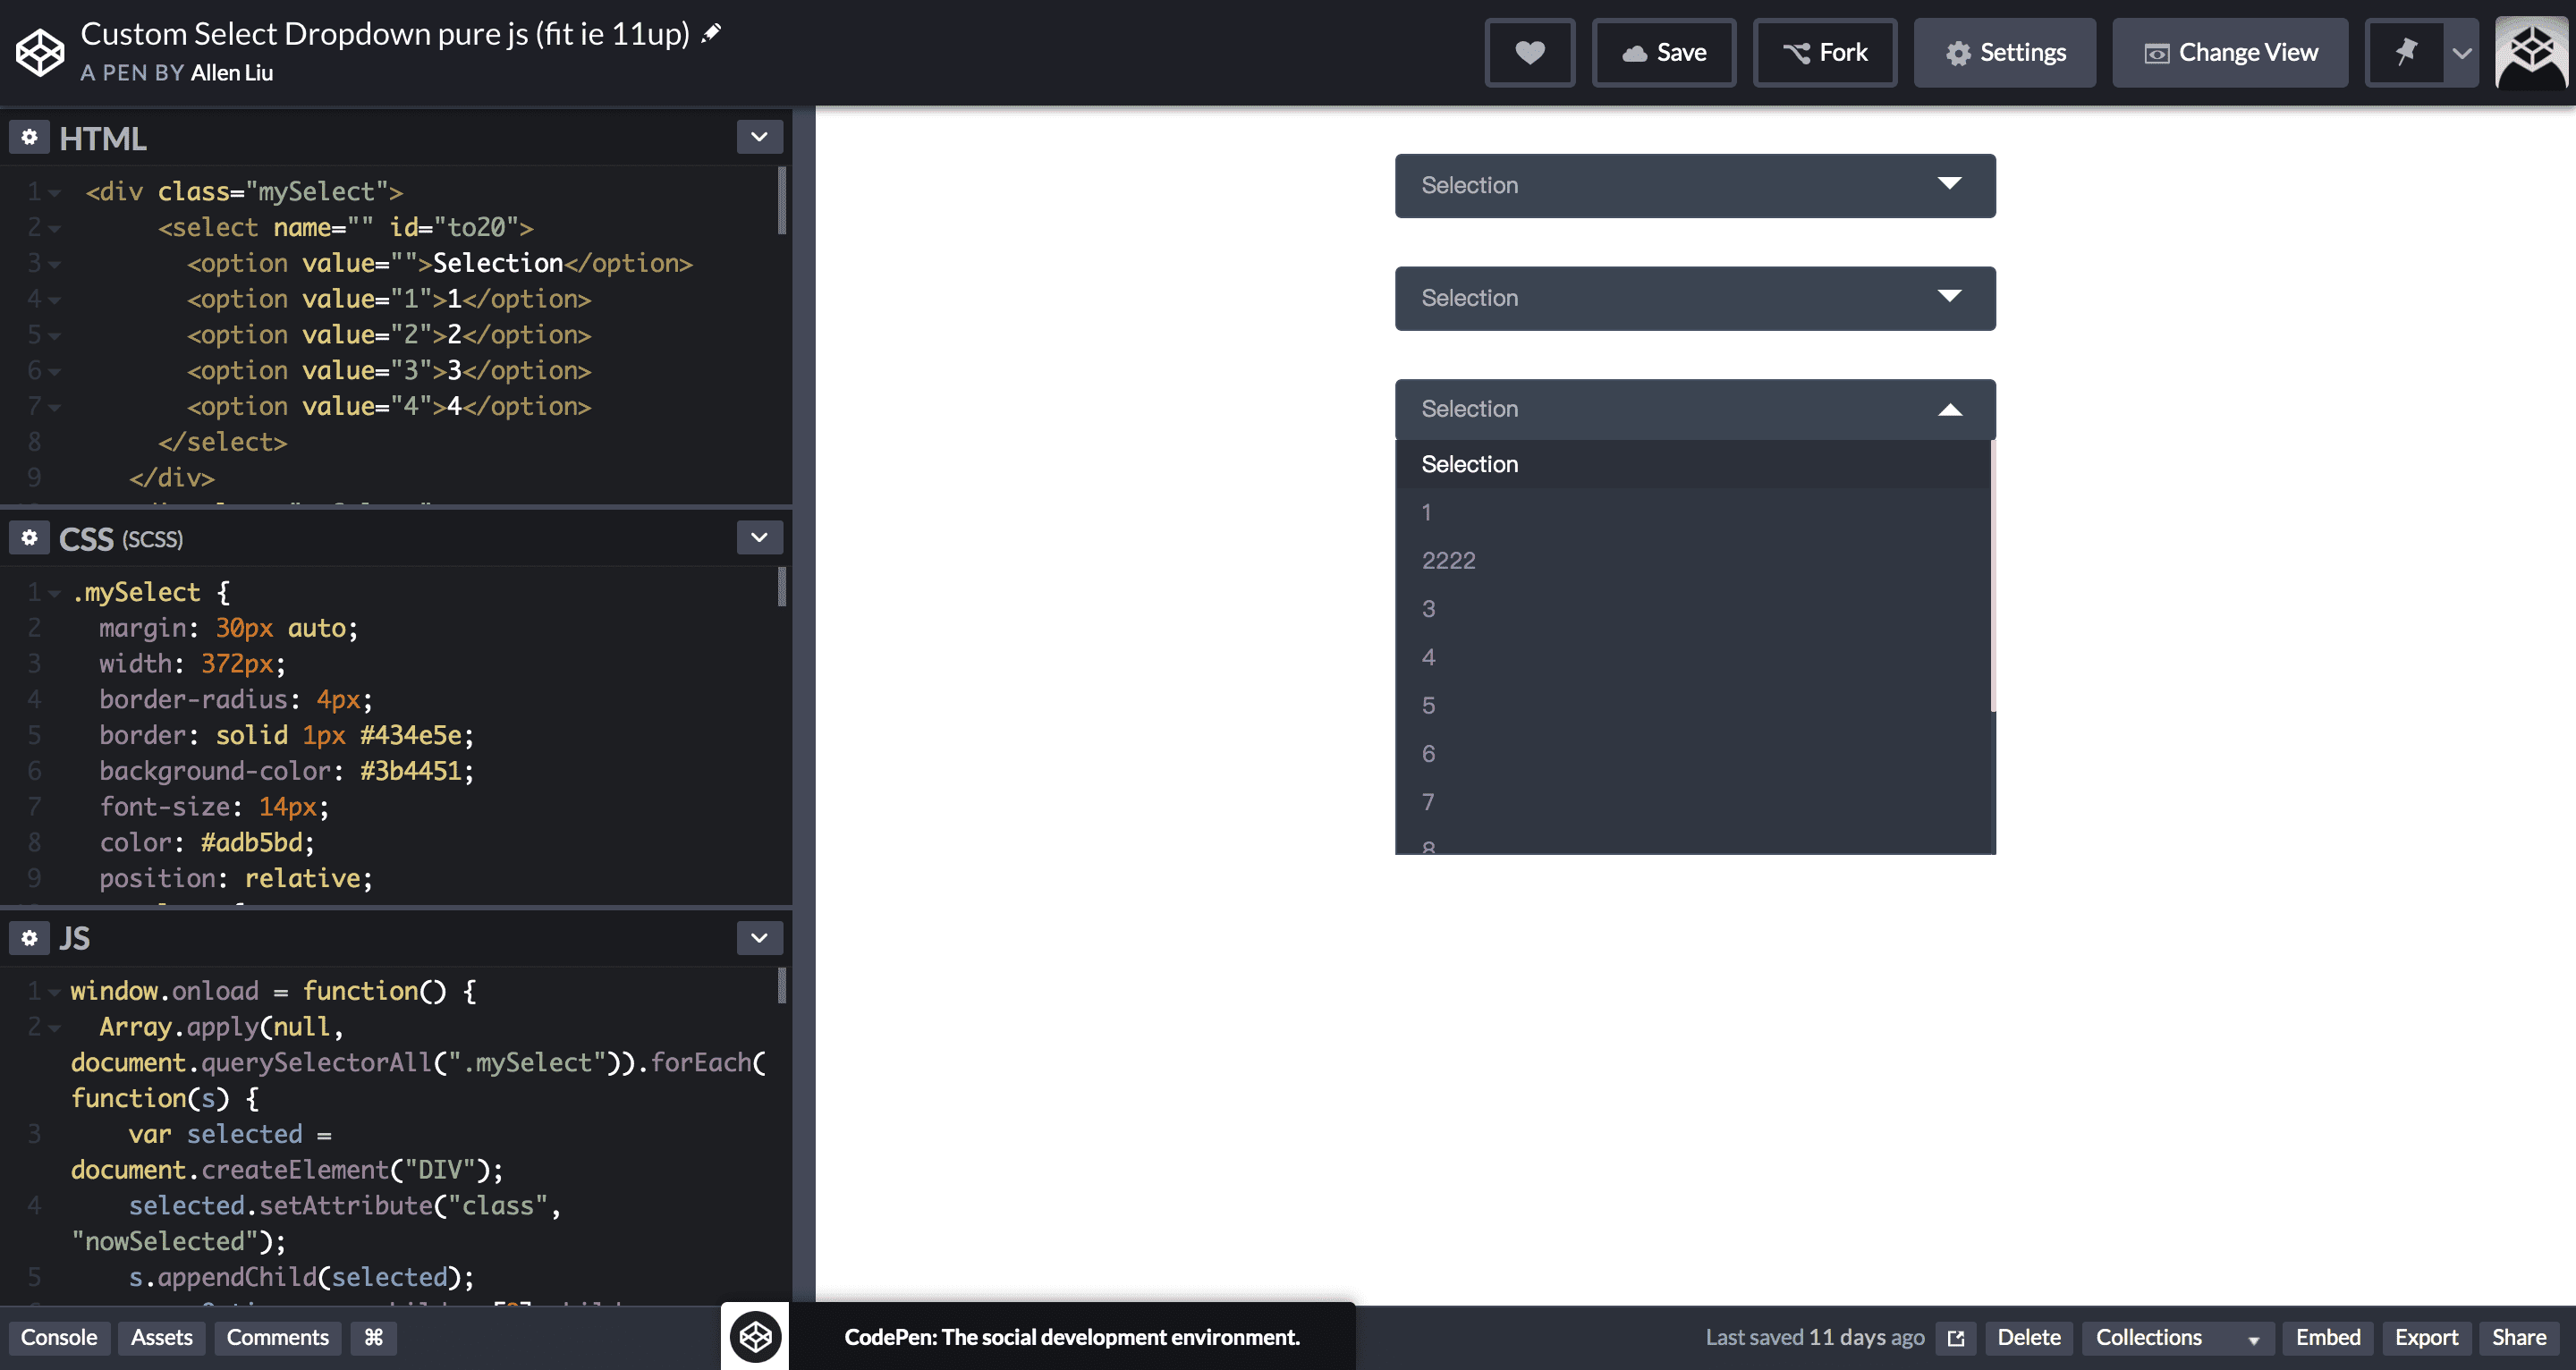 Custom Select Dropdown pure js (fit ie 11up)
A PEN BY Allen Liu
Save
Fork
Settings
Change View
HTML
1 <div class="mySelect">
2 <select name="" id="to20">
3 <option value="">Selection</option>
4 <option value="1">1</option>
5 <option value="2">2</option>
6 <option value="3">3</option>
7 <option value="4">4</option>
8 </select>
9 </div>
CSS (SCSS)
1 .mySelect {
2 margin: 30px auto;
3 width: 372px;
4 border-radius: 4px;
5 border: solid 1px #434e5e;
6 background-color: #3b4451;
7 font-size: 14px;
8 color: #adb5bd;
9 position: relative;
JS
1 window.onload = function() {
2 Array.apply(null,
document.querySelectorAll(".mySelect")).forEach(
function(s) {
3 var selected =
document.createElement("DIV");
4 selected.setAttribute("class",
"nowSelected");
5 s.appendChild(selected);
Selection
Selection
Selection
Selection
1
2222
3
4
5
6
7
8
Console
Assets
Comments
⌘
CodePen: The social development environment.
Last saved 11 days ago
Delete
Collections
Embed
Export
Share